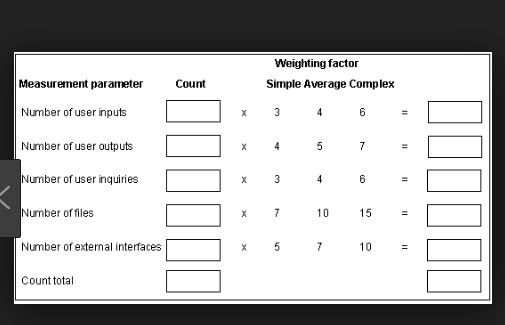 Weighting factor
Measurement parameter Count Simple Average Complex
Number of user inputs x 3 4 6 =
Number of user outputs x 4 5 7 =
Number of user inquiries x 3 4 6 =
Number of files x 7 10 15 =
Number of external interfaces x 5 7 10 =
Count total